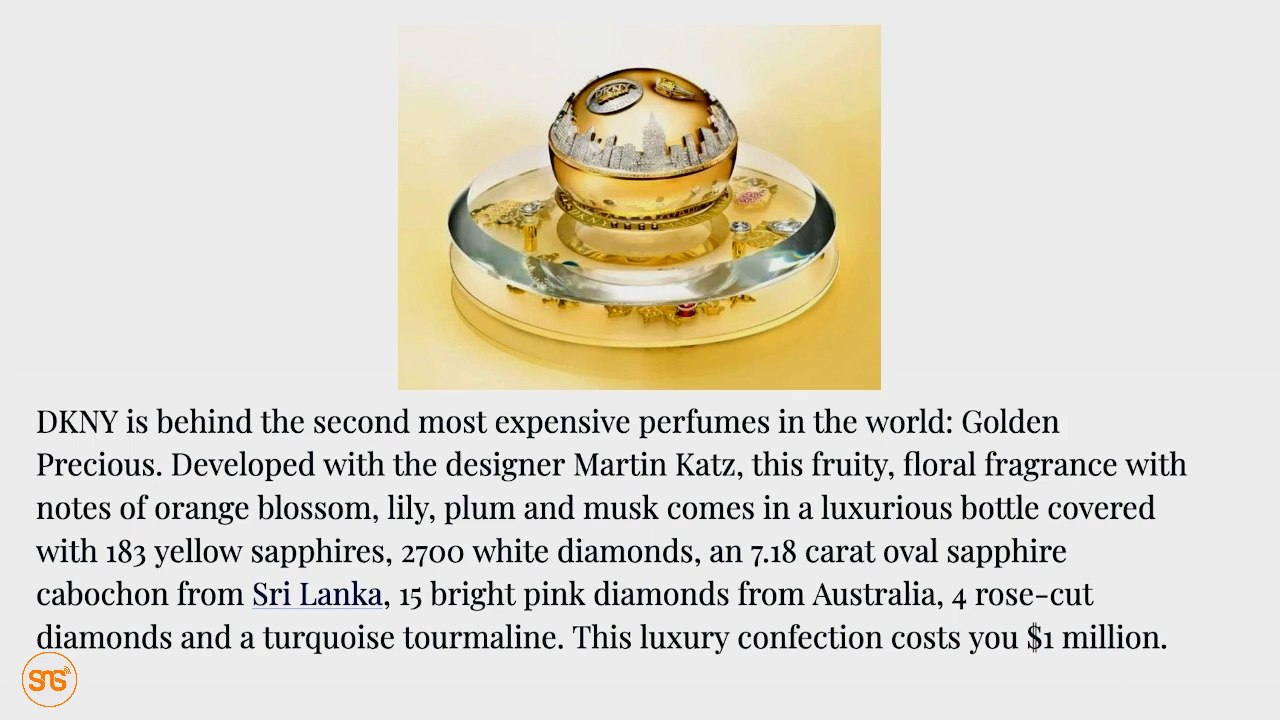 DKNY
DKNY is behind the second most expensive perfumes in the world: Golden
Precious. Developed with the designer Martin Katz, this fruity, floral fragrance with
notes of orange blossom, lily, plum and musk comes in a luxurious bottle covered
with 183 yellow sapphires, 2700 white diamonds, an 7.18 carat oval sapphire
cabochon from Sri Lanka, 15 bright pink diamonds from Australia, 4 rose-cut
diamonds and a turquoise tourmaline. This luxury confection costs you $1 million.
SNS